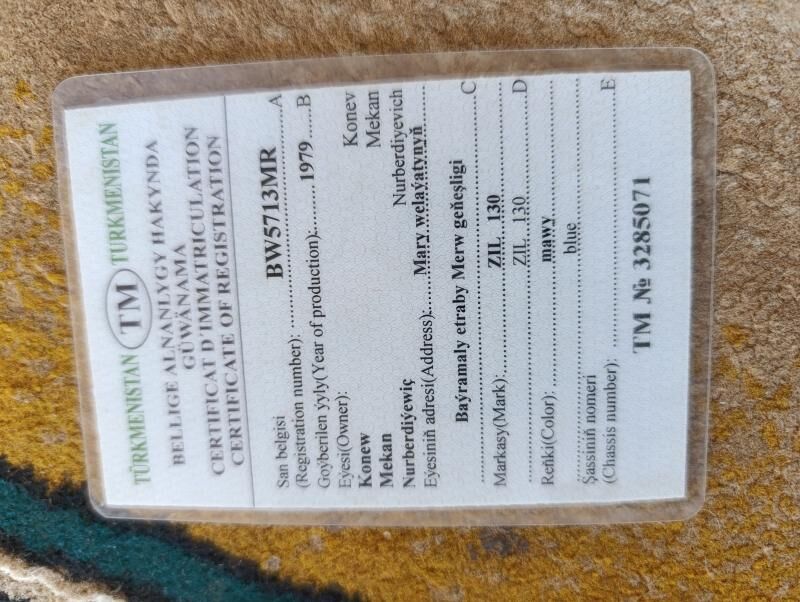 TÜRKMENISTAN TM TURKMENISTAN
BELLIGE ALNANLYGY HAKYNDA
GÜWÄNAMA
CERTIFICAT D'IMMATRICULATION
CERTIFICATE OF REGISTRATION
San belgisi BW5713MR
(Registration number): A
Goýberilen ýyly(Year of production): 1979 B
Eýesi(Owner):
Konew Konev
Mekan Mekan
Nurberdiýewiç Nurberdiyevich
Eýesiniň adresi(Address): Mary welaýatynyň
Baýramaly etraby Merw geňeşligi
C
Markasy(Mark): ZIL 130
ZIL 130 D
Reňki(Color): mawy
blue
Şassiniň nomeri
(Chassis number): E
TM № 3285071